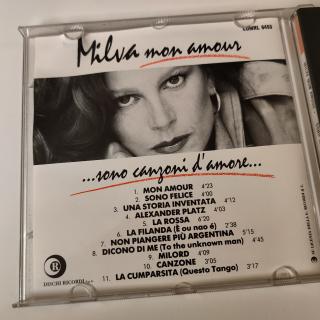 CDMRL 6453
Milva mon amour
...sono canzoni d'amore...
1. MON AMOUR 4'23
2. SONO FELICE 4'00
3. UNA STORIA INVENTATA 4'12
4. ALEXANDER PLATZ 4'03
5. LA ROSSA 6'20
6. LA FILANDA (É ou nao é) 2'38
7. NON PIANGERE PIÙ ARGENTINA 5'05
8. DICONO DI ME (To the unknown man) 4'45
9. MILORD 4'09
10. CANZONE 3'05
11. LA CUMPARSITA (Questo Tango) 3'17
R
DISCHI RICORDI S.p.A.